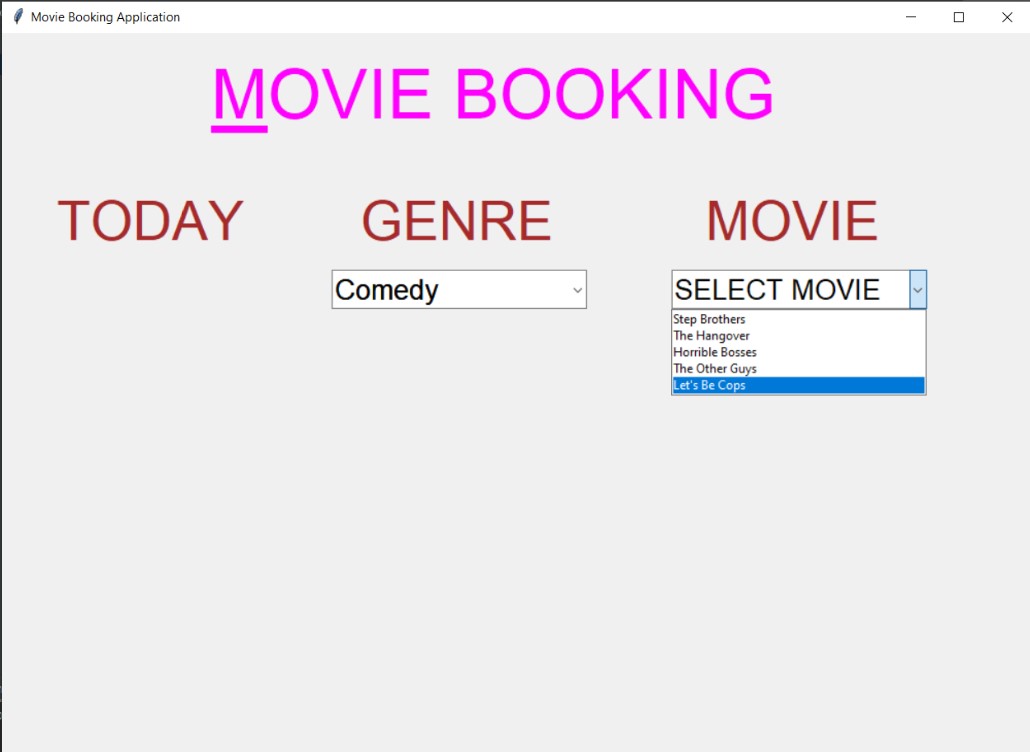 Movie Booking Application
MOVIE BOOKING
TODAY GENRE MOVIE
Comedy SELECT MOVIE
Step Brothers
The Hangover
Horrible Bosses
The Other Guys
Let's Be Cops